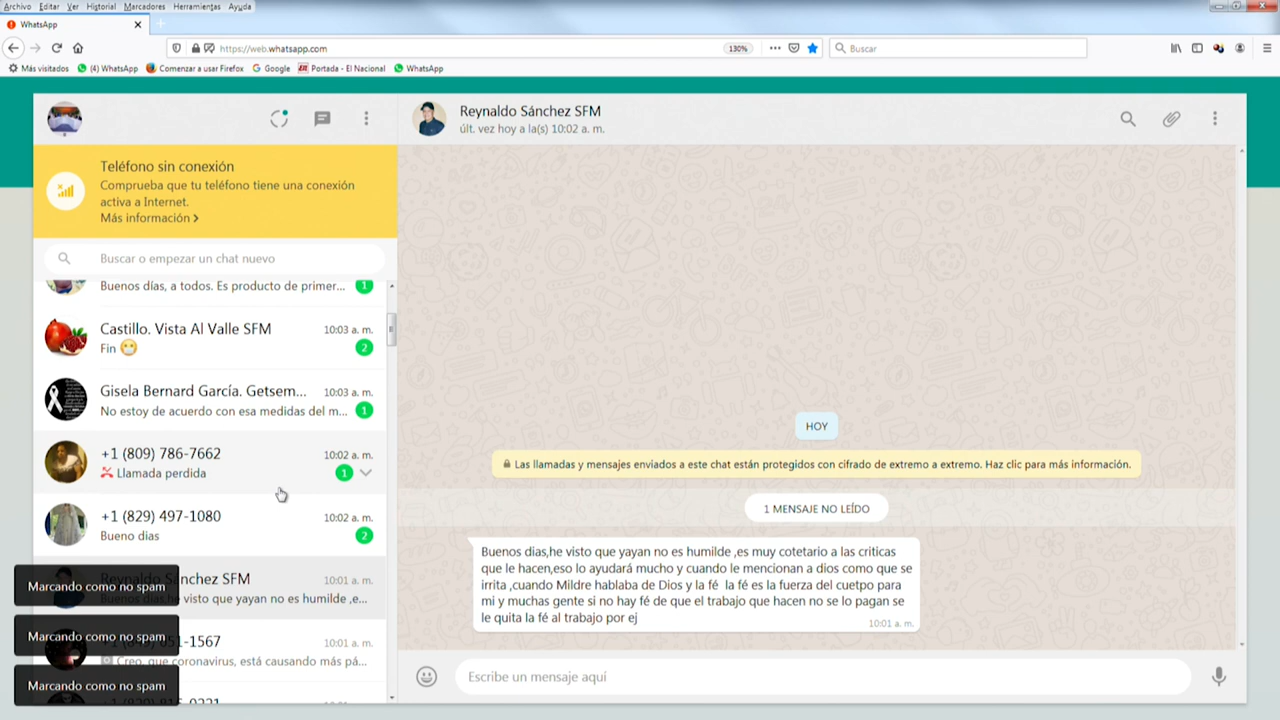 Archivo Editar Ver Historial Marcadores Herramientas Ayuda
WhatsApp
https://web.whatsapp.com
130%
Buscar
Más visitados
(4) WhatsApp
Comenzar a usar Firefox
Google
Portada - El Nacional
WhatsApp
Teléfono sin conexión
Comprueba que tu teléfono tiene una conexión
activa a Internet.
Más información
Buscar o empezar un chat nuevo
Buenos días, a todos. Es producto de primer...
1
Castillo. Vista Al Valle SFM
10:03 a. m.
Fin
2
Gisela Bernard García. Getsem...
10:03 a. m.
No estoy de acuerdo con esa medidas del m...
1
+1 (809) 786-7662
10:02 a. m.
Llamada perdida
1
+1 (829) 497-1080
10:02 a. m.
Bueno dias
2
Sánchez SFM
10:01 a. m.
he visto que yayan no es humilde ,e...
-1567
10:01 a. m.
Creo, que coronavirus, está causando más pá...
Marcando como no spam
Marcando como no spam
Marcando como no spam
Reynaldo Sánchez SFM
últ. vez hoy a la(s) 10:02 a. m.
HOY
Las llamadas y mensajes enviados a este chat están protegidos con cifrado de extremo a extremo. Haz clic para más información.
1 MENSAJE NO LEÍDO
Buenos dias,he visto que yayan no es humilde ,es muy cotetario a las criticas
que le hacen,eso lo ayudará mucho y cuando le mencionan a dios como que se
irrita ,cuando Mildre hablaba de Dios y la fé la fé es la fuerza del cietpo para
mi y muchas gente si no hay fé de que el trabajo que hacen no se lo pagan se
le quita la fé al trabajo por ej
10:01 a. m.
Escribe un mensaje aquí